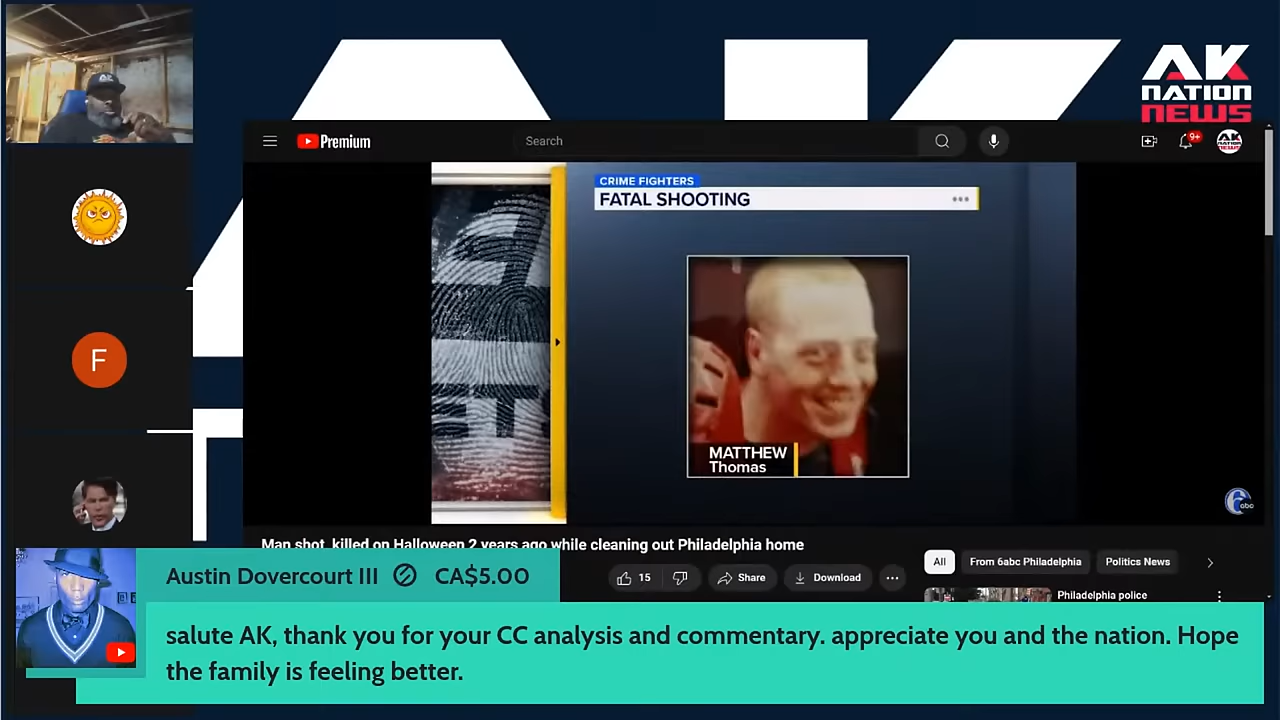 AK
NATION
NEWS
Premium
Search
9+
CRIME FIGHTERS
FATAL SHOOTING
MATTHEW
Thomas
6abc
F
Man shot, killed on Halloween 2 years ago while cleaning out Philadelphia home
15
Share
Download
All
From 6abc Philadelphia
Politics News
Philadelphia police
Austin Dovercourt III
CA$5.00
salute AK, thank you for your CC analysis and commentary. appreciate you and the nation. Hope
the family is feeling better.